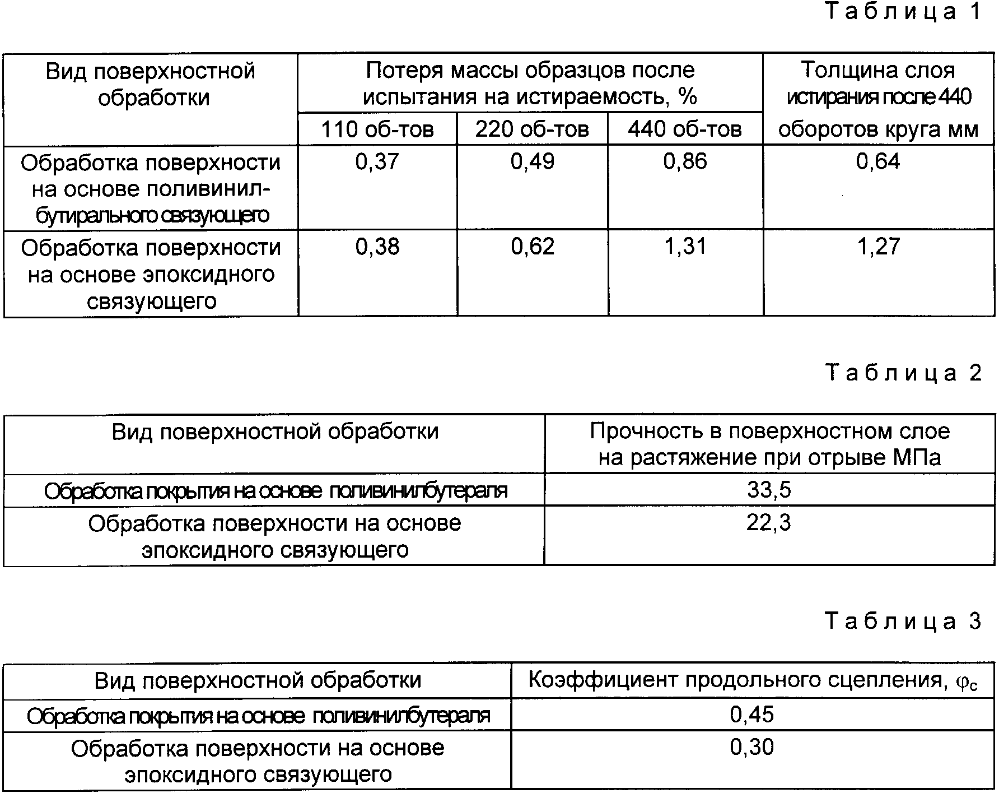 Таблица 1
Вид поверхностной
обработки
Потеря массы образцов после
испытания на истираемость, %
Толщина слоя
истирания после 440
оборотов круга мм
110 об-тов
220 об-тов
440 об-тов
Обработка поверхности
на основе поливинил-
бутирального связующего
0,37
0,49
0,86
0,64
Обработка поверхности
на основе эпоксидного
связующего
0,38
0,62
1,31
1,27
Таблица 2
Вид поверхностной обработки
Прочность в поверхностном слое
на растяжение при отрыве МПа
Обработка покрытия на основе поливинилбутераля
33,5
Обработка поверхности на основе
эпоксидного связующего
22,3
Таблица 3
Вид поверхностной обработки
Коэффициент продольного сцепления, φс
Обработка покрытия на основе поливинилбутераля
0,45
Обработка поверхности на основе
эпоксидного связующего
0,30